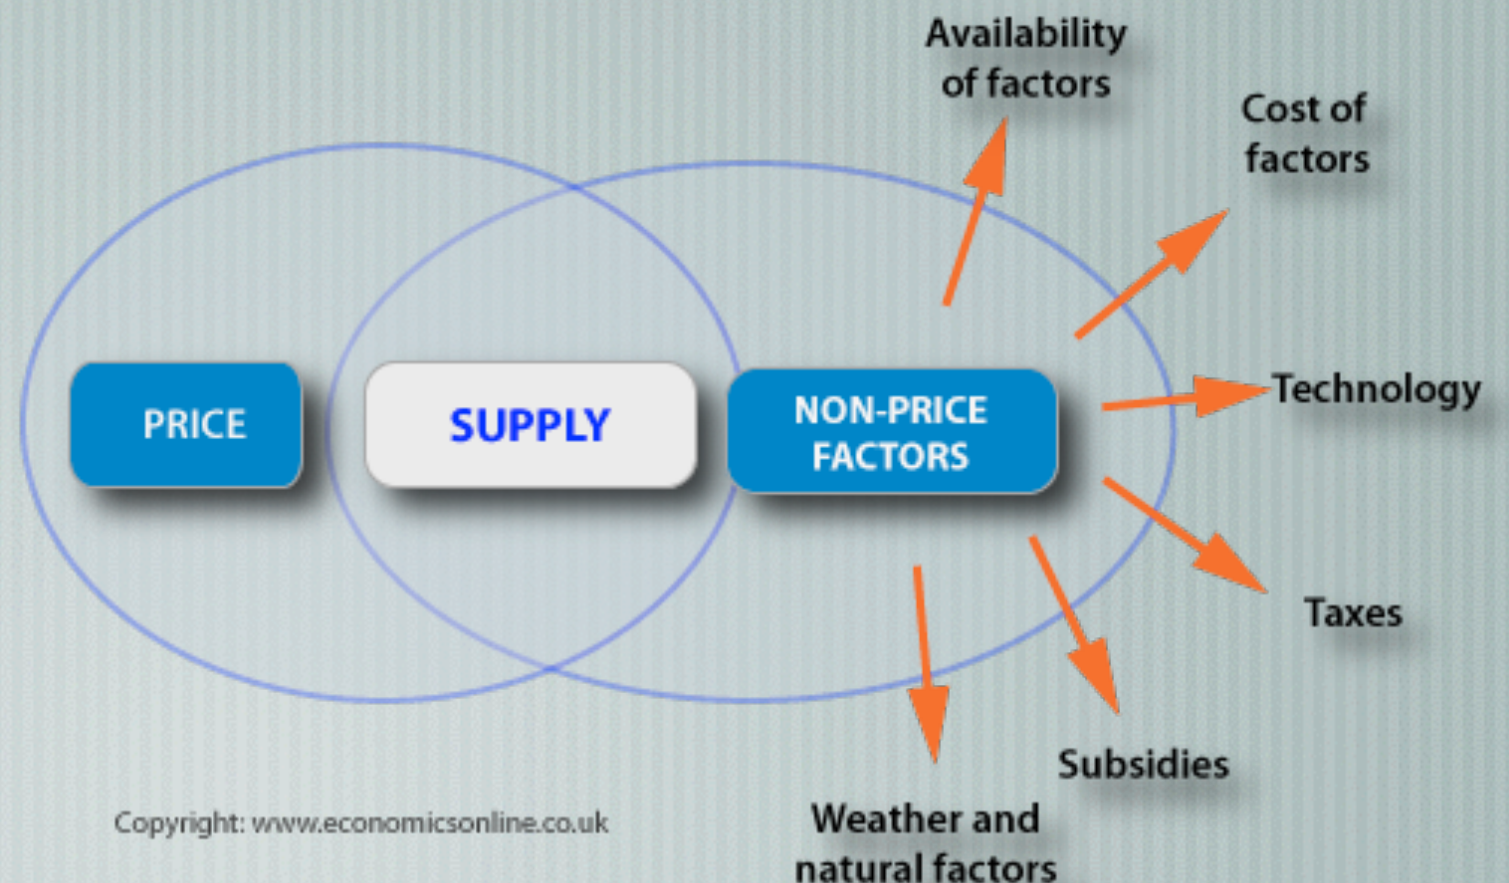 Availability
of factors
Cost of
factors
PRICE
SUPPLY
NON-PRICE
FACTORS
Technology
Taxes
Subsidies
Weather and
natural factors
Copyright: www.economicsonline.co.uk